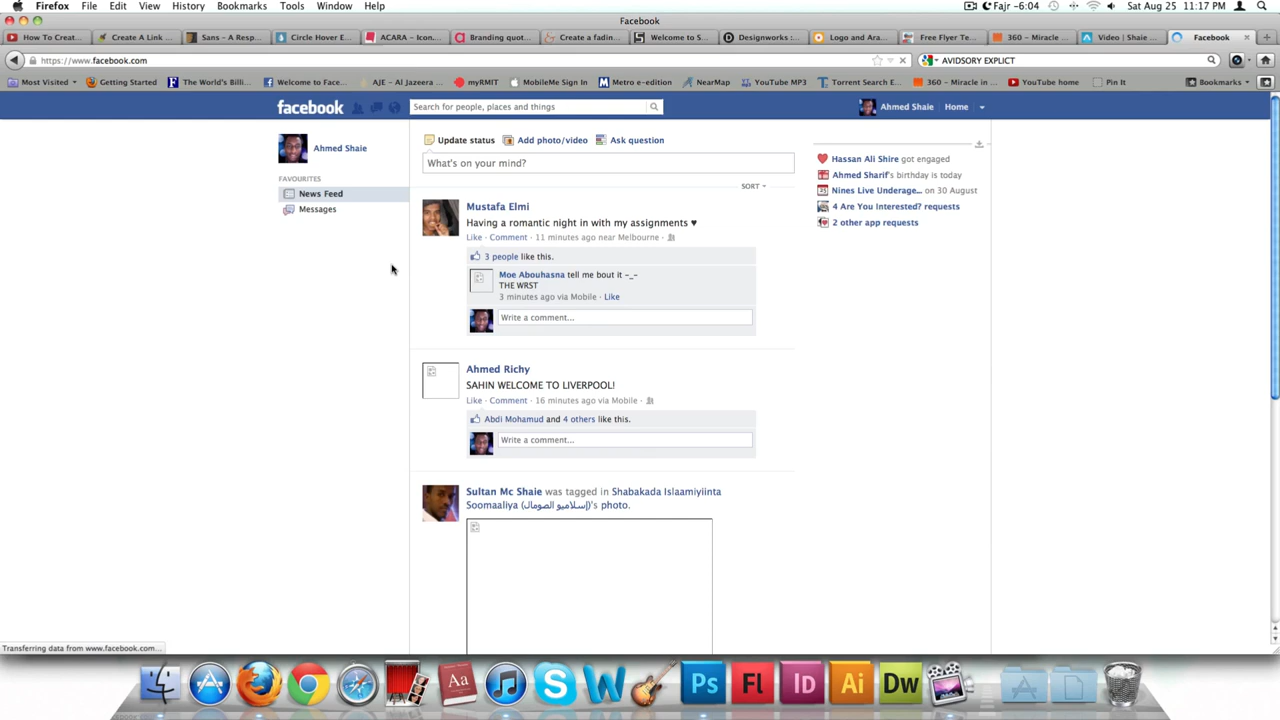 Firefox File Edit View History Bookmarks Tools Window Help Fajr -6:04 Sat Aug 25 11:17 PM
Facebook
How To Creat... Create A Link ... Sans – A Resp... Circle Hover E... ACARA – Icon... Branding quot... Create a fadin... Welcome to S... Designworks :... Logo and Ara... Free Flyer Te... 360 – Miracle ... Video | Shaie ... Facebook
https://www.facebook.com AVIDSORY EXPLICT
Most Visited Getting Started The World's Billi... Welcome to Face... AJE – Al Jazeera ... myRMIT MobileMe Sign In Metro e-edition NearMap YouTube MP3 Torrent Search E... 360 – Miracle in ... YouTube home Pin It Bookmarks
facebook Search for people, places and things Ahmed Shaie Home
Ahmed Shaie
FAVOURITES
News Feed
Messages
Update status Add photo/video Ask question
What's on your mind?
SORT
Mustafa Elmi
Having a romantic night in with my assignments ♥
Like · Comment · 11 minutes ago near Melbourne ·
3 people like this.
Moe Abouhasna tell me bout it -_-
THE WRST
3 minutes ago via Mobile · Like
Write a comment...
Ahmed Richy
SAHIN WELCOME TO LIVERPOOL!
Like · Comment · 16 minutes ago via Mobile ·
Abdi Mohamud and 4 others like this.
Write a comment...
Sultan Mc Shaie was tagged in Shabakada Islaamiyiinta
Soomaaliya (إسلاميو الصومال)'s photo.
Hassan Ali Shire got engaged
Ahmed Sharif's birthday is today
Nines Live Underage... on 30 August
4 Are You Interested? requests
2 other app requests
Transferring data from www.facebook.com...
Aa S W Ps Fl Id Ai Dw